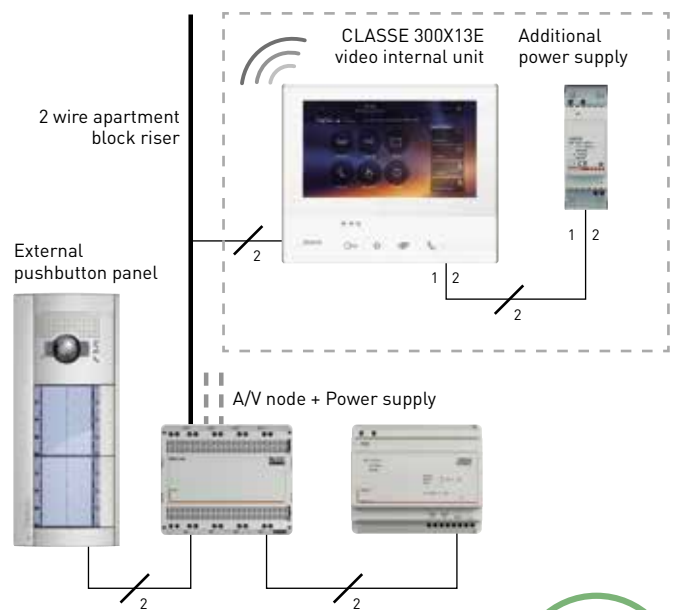 CLASSE 300X13E
video internal unit
Additional
power supply
2 wire apartment
block riser
2
1 2
1 2
2
External
pushbutton panel
A/V node + Power supply
2
2